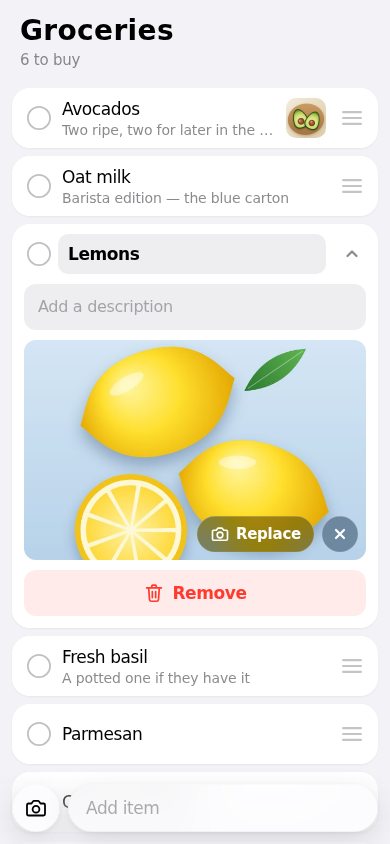 Groceries
6 to buy
Avocados
Two ripe, two for later in the …
Oat milk
Barista edition — the blue carton
Lemons
Add a description
Replace
Remove
Fresh basil
A potted one if they have it
Parmesan
Add item